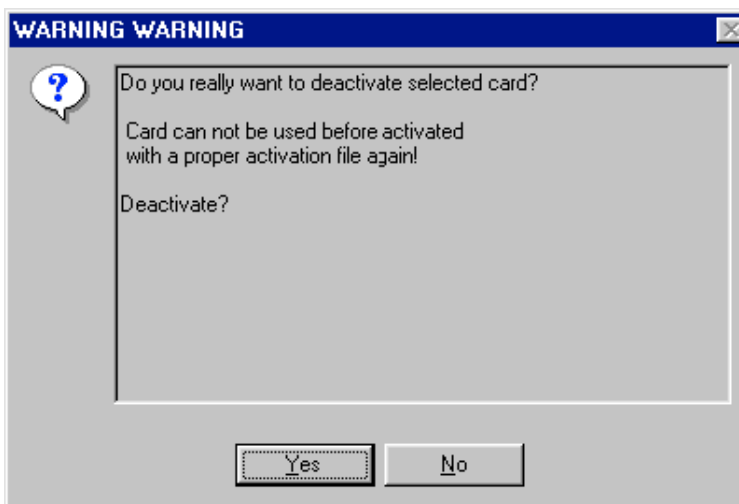 WARNING WARNING
Do you really want to deactivate selected card?
Card can not be used before activated
with a proper activation file again!
Deactivate?
Yes
No